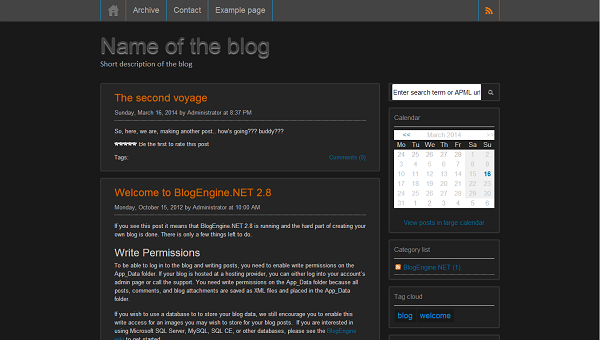 Archive Contact Example page
Name of the blog
Short description of the blog
The second voyage
Sunday, March 16, 2014 by Administrator at 8:37 PM
So, here, we are, making another post.. how's going??? buddy???
Be the first to rate this post
Tags:
Comments (0)
Welcome to BlogEngine.NET 2.8
Monday, October 15, 2012 by Administrator at 10:00 AM
If you see this post it means that BlogEngine.NET 2.8 is running and the hard part of creating your
own blog is done. There is only a few things left to do.
Write Permissions
To be able to log in to the blog and writing posts, you need to enable write permissions on the
App_Data folder. If your blog is hosted at a hosting provider, you can either log into your account's
admin page or call the support. You need write permissions on the App_Data folder because all
posts, comments, and blog attachments are saved as XML files and placed in the App_Data
folder.
If you wish to use a database to to store your blog data, we still encourage you to enable this
write access for an images you may wish to store for your blog posts. If you are interested in
using Microsoft SQL Server, MySQL, SQL CE, or other databases, please see the BlogEngine
to get started
Enter search term or APML url
Calendar
<< March 2014 >>
Mo Tu We Th Fr Sa Su
24 25 26 27 28 1 2
3 4 5 6 7 8 9
10 11 12 13 14 15 16
17 18 19 20 21 22 23
24 25 26 27 28 29 30
31 1 2 3 4 5 6
View posts in large calendar
Category list
BlogEngine.NET (1)
Tag cloud
blog welcome